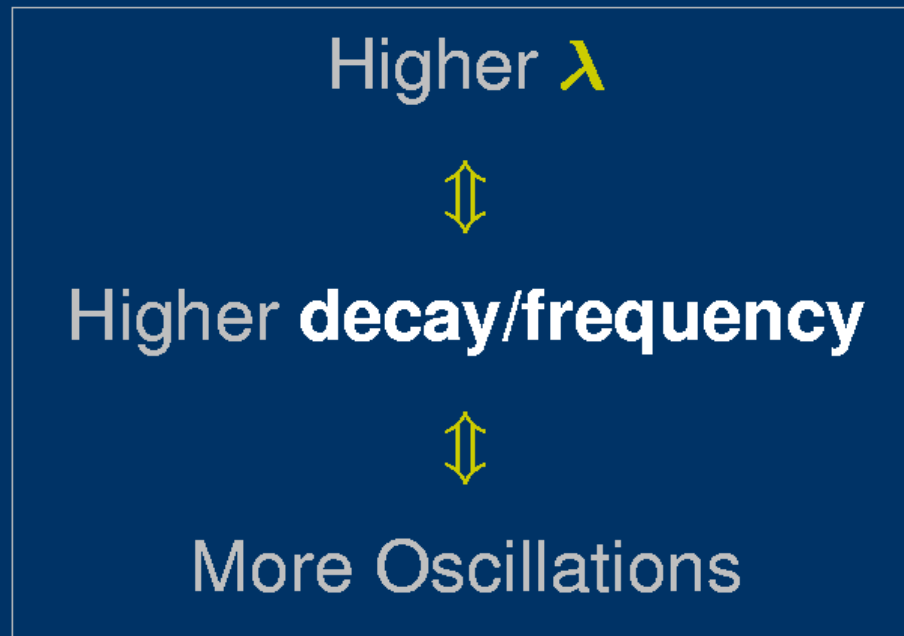 Higher λ
⇕
Higher decay/frequency
⇕
More Oscillations